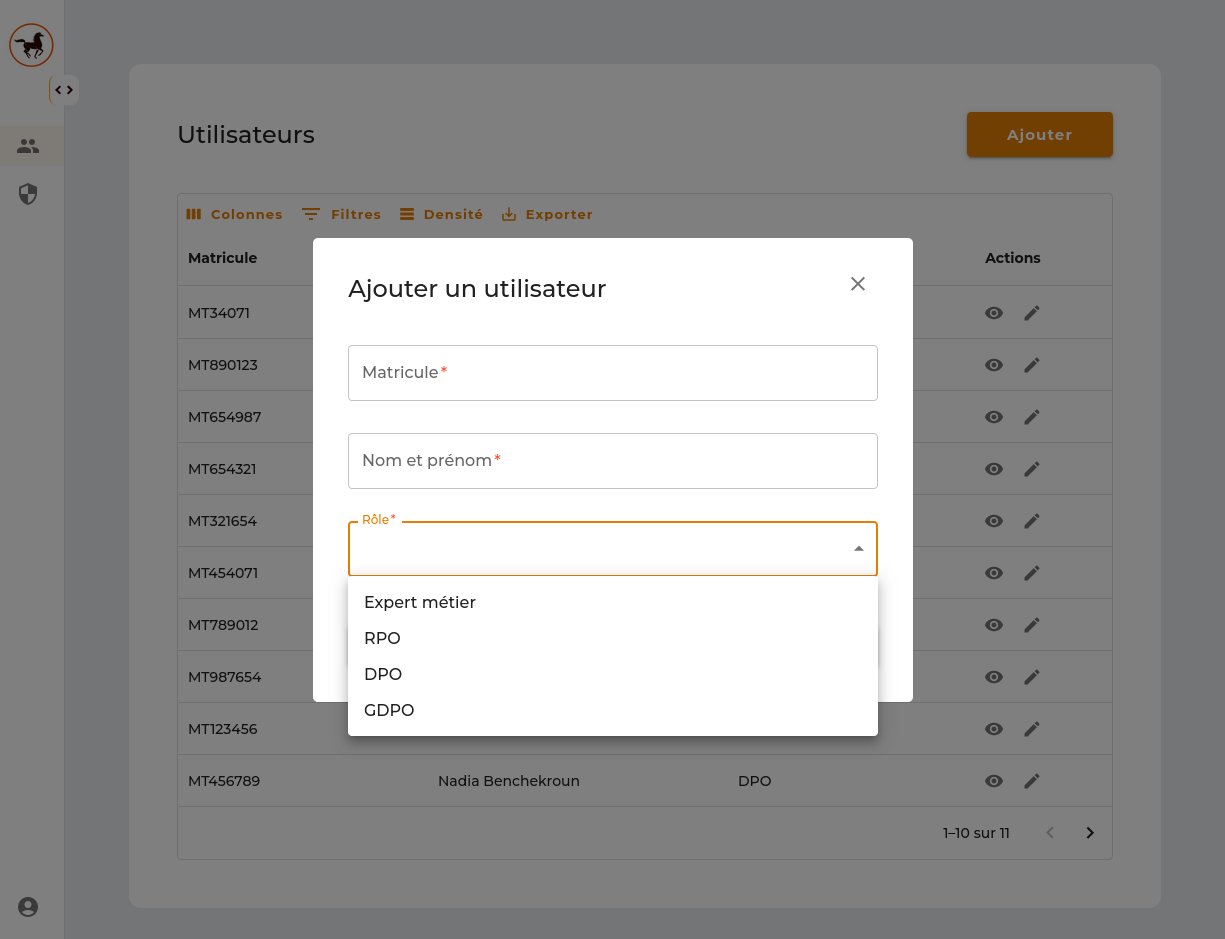 Utilisateurs
Ajouter
Colonnes Filtres Densité Exporter
Matricule Actions
Ajouter un utilisateur
MT34071
MT890123
Matricule*
MT654987
Nom et prénom*
MT654321
Rôle*
MT321654
MT454071
Expert métier
MT789012
RPO
DPO
MT987654
GDPO
MT123456
MT456789 Nadia Benchekroun DPO
1–10 sur 11